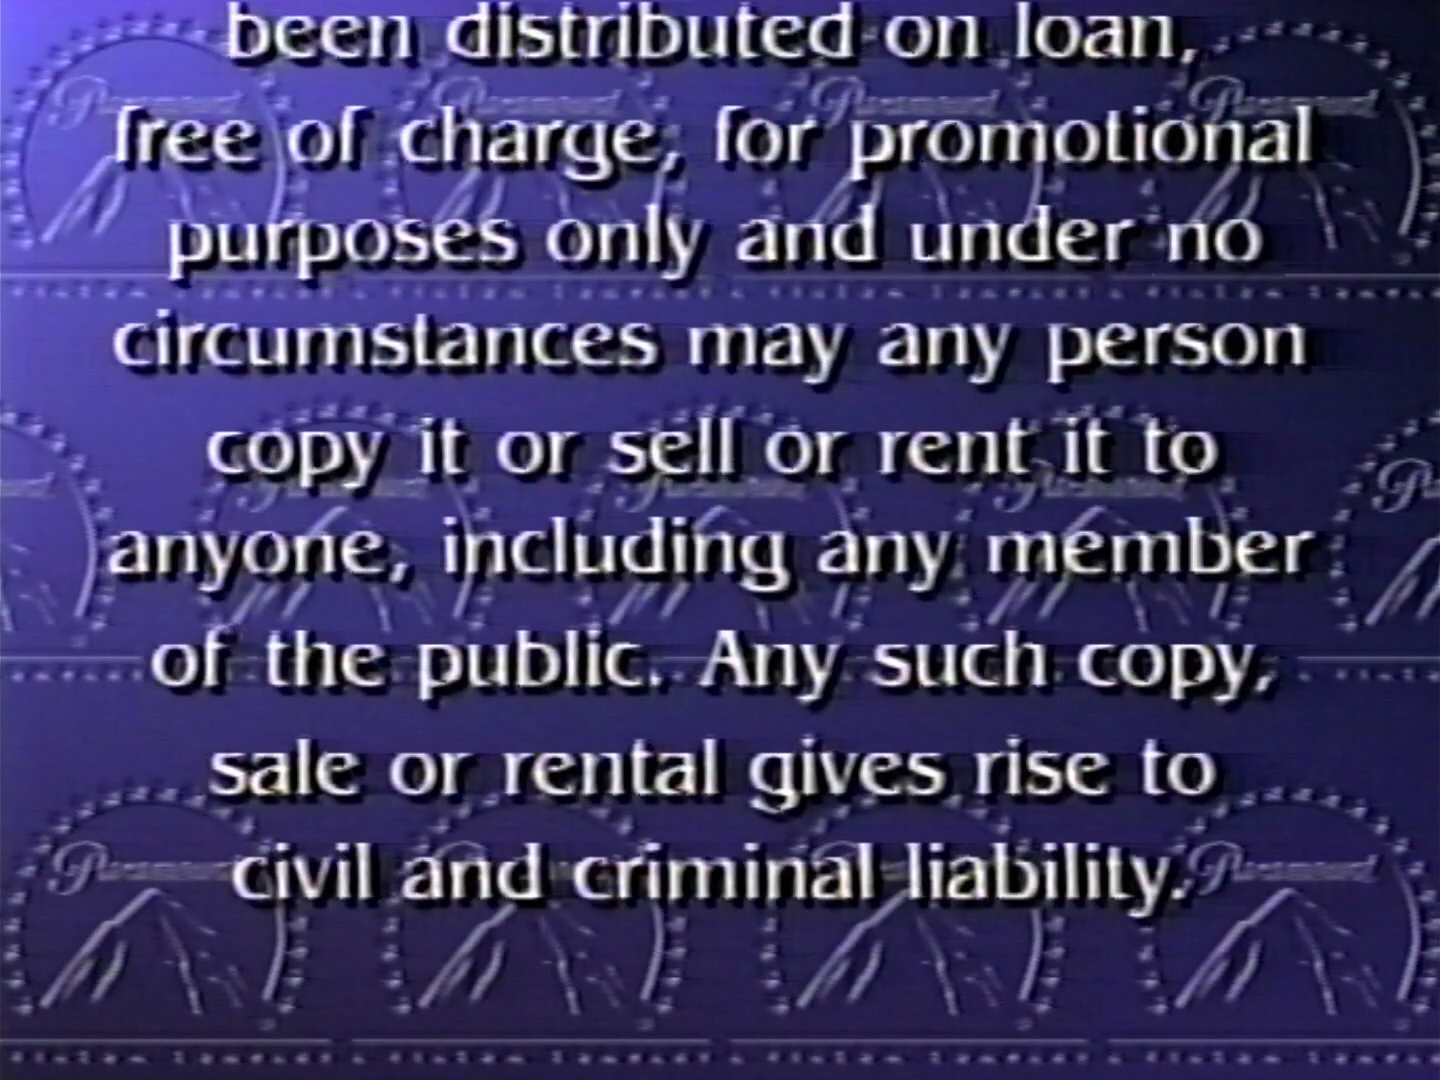 been distributed on loan,
free of charge, for promotional
purposes only and under no
circumstances may any person
copy it or sell or rent it to
anyone, including any member
of the public. Any such copy,
sale or rental gives rise to
civil and criminal liability.
Paramount